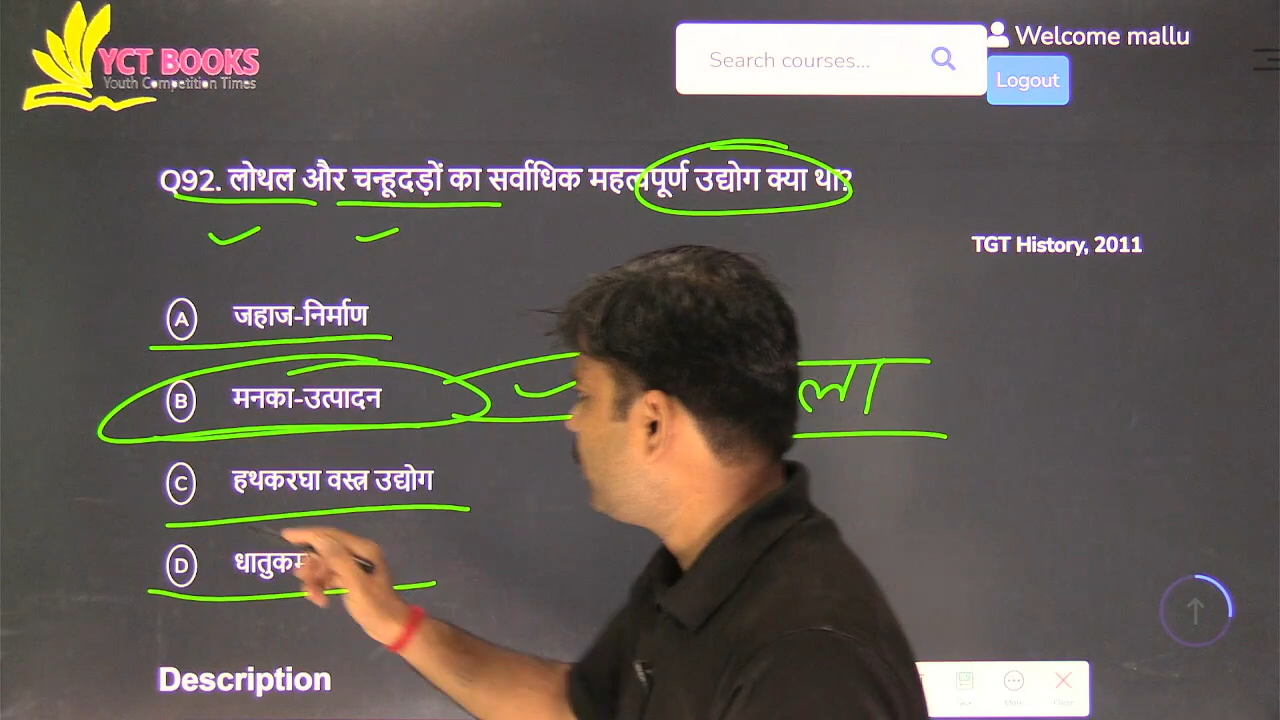 YCT BOOKS
Youth Competition Times
Search courses...
Welcome mallu
Logout
Q92. लोथल और चन्हूदड़ों का सर्वाधिक महत्वपूर्ण उद्योग क्या था?
TGT History, 2011
A जहाज-निर्माण
B मनका-उत्पादन
ला
C हथकरघा वस्त्र उद्योग
D
Description